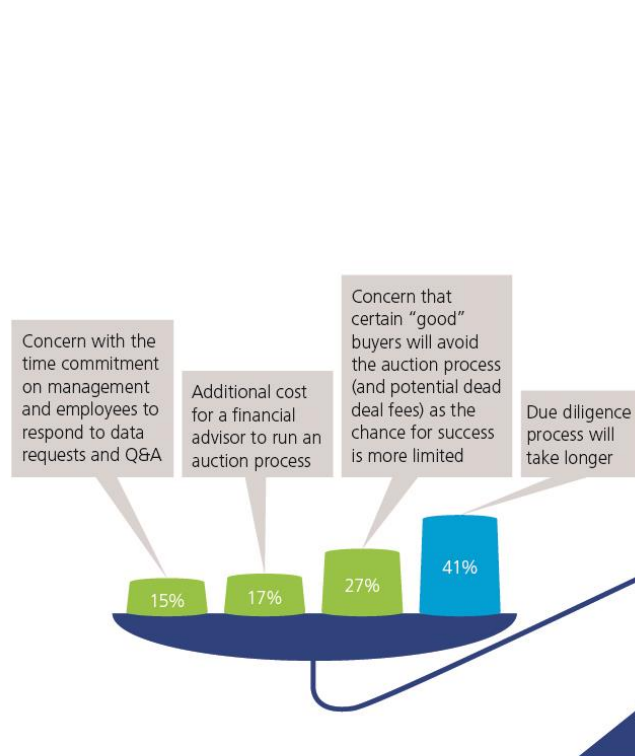 Concern with the
time commitment
on management
and employees to
respond to data
requests and Q&A
Additional cost
for a financial
advisor to run an
auction process
Concern that
certain “good”
buyers will avoid
the auction process
(and potential dead
deal fees) as the
chance for success
is more limited
Due diligence
process will
take longer
15%
17%
27%
41%